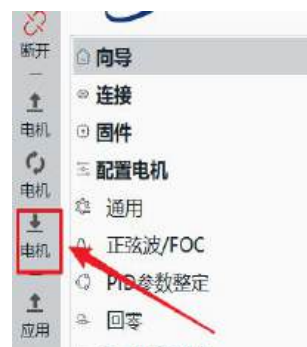 断开
电机
电机
电机
应用
向导
连接
固件
配置电机
通用
正弦波/FOC
PID参数整定
回零